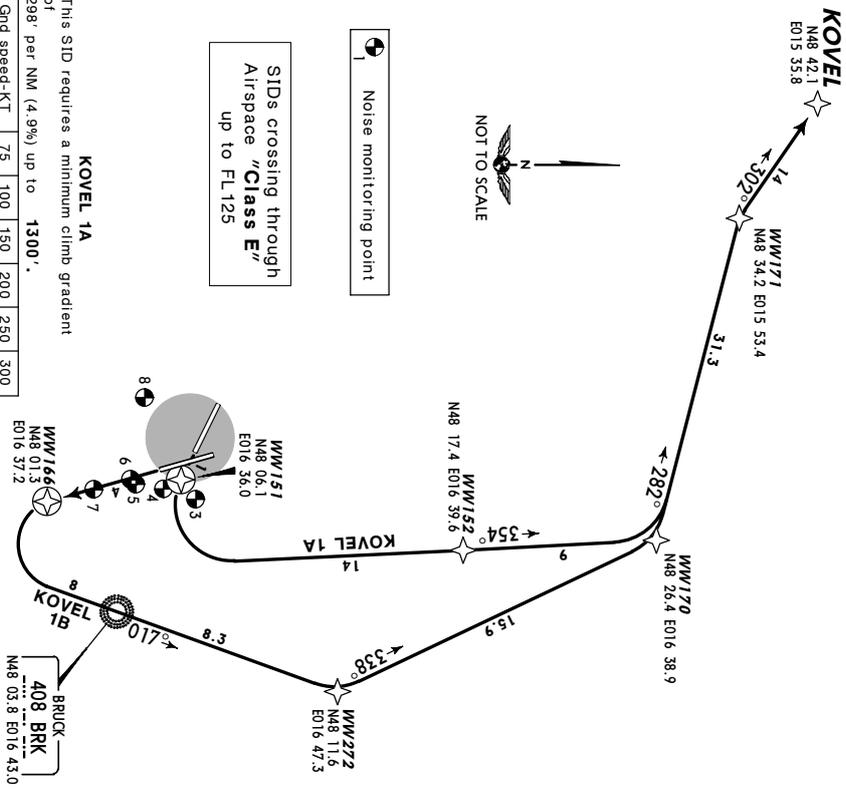 KOVEL
N48 42.1
E015 35.8
14
302°
WW171
N48 34.2 E015 53.4
31.3
NOT TO SCALE
N
1
Noise monitoring point
SIDs crossing through
Airspace "Class E"
up to FL125
282°
WW170
N48 26.4 E016 38.9
9
354°
WW152
N48 17.4 E016 39.6
KOVEL 1A
14
15.9
338°
WW272
N48 11.6
E016 47.3
8.3
017°
KOVEL
1B
8
BRUCK
408 BRK
N48 03.8 E016 43.0
WW151
N48 06.1
E016 36.0
1
3
4
5
6
4
7
8
WW166
N48 01.3
E016 37.2
KOVEL 1A
This SID requires a minimum climb gradient
of
298' per NM (4.9%) up to 1300'.
Gnd speed-KT 75 100 150 200 250 300